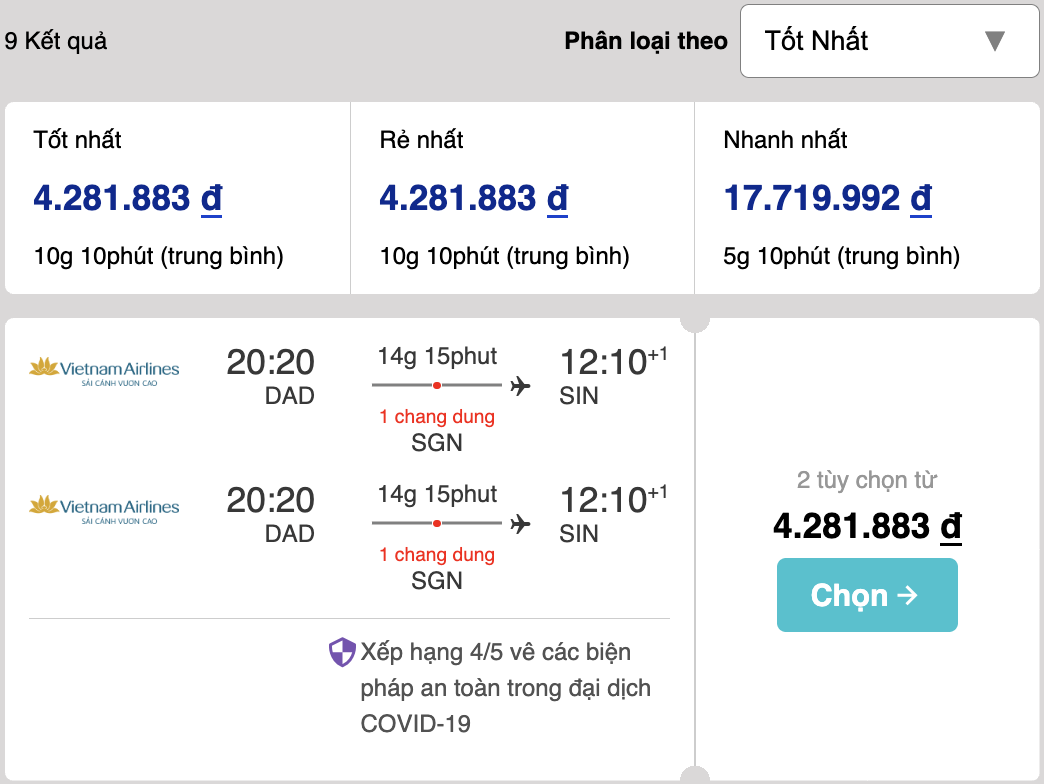 9 Kết quả
Phân loại theo
Tốt Nhất
Tốt nhất
4.281.883 đ
10g 10phút (trung bình)
Rẻ nhất
4.281.883 đ
10g 10phút (trung bình)
Nhanh nhất
17.719.992 đ
5g 10phút (trung bình)
Vietnam Airlines
SẢI CÁNH VƯƠN CAO
20:20
DAD
14g 15phut
1 chang dung
SGN
12:10+1
SIN
Vietnam Airlines
SẢI CÁNH VƯƠN CAO
20:20
DAD
14g 15phut
1 chang dung
SGN
12:10+1
SIN
Xếp hạng 4/5 vê các biện
pháp an toàn trong đại dịch
COVID-19
2 tùy chọn từ
4.281.883 đ
Chọn →